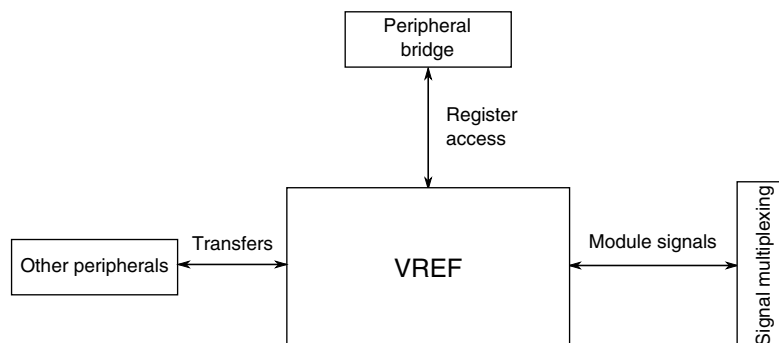 Peripheral
bridge
Register
access
Transfers
Other peripherals
VREF
Module signals
Signal multiplexing